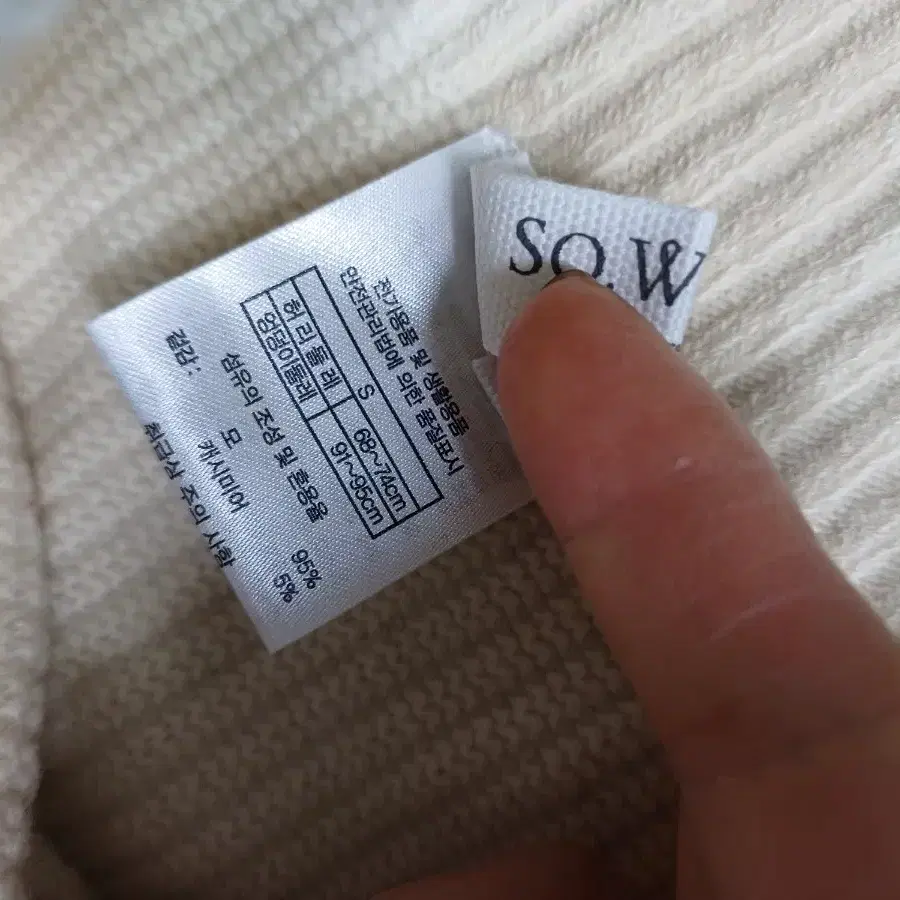 SO.W
전기용품 및 생활용품
안전관리법에 의한 품질표시
S
허리둘레 68~74cm
엉덩이둘레 91~95cm
섬유의 조성 및 혼용율
겉감: 모 95%
캐시미어 5%
취급상 주의 사항